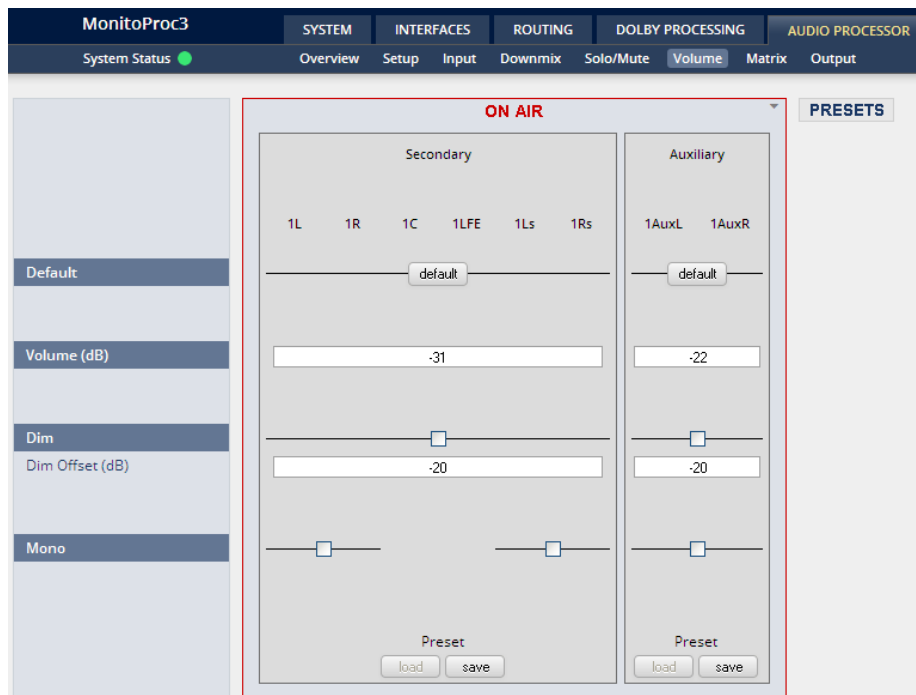 MonitoProc3 SYSTEM INTERFACES ROUTING DOLBY PROCESSING AUDIO PROCESSOR
System Status Overview Setup Input Downmix Solo/Mute Volume Matrix Output
ON AIR PRESETS
Secondary Auxiliary
1L 1R 1C 1LFE 1Ls 1Rs 1AuxL 1AuxR
Default default default
Volume (dB) -31 -22
Dim
Dim Offset (dB) -20 -20
Mono
Preset Preset
load save load save